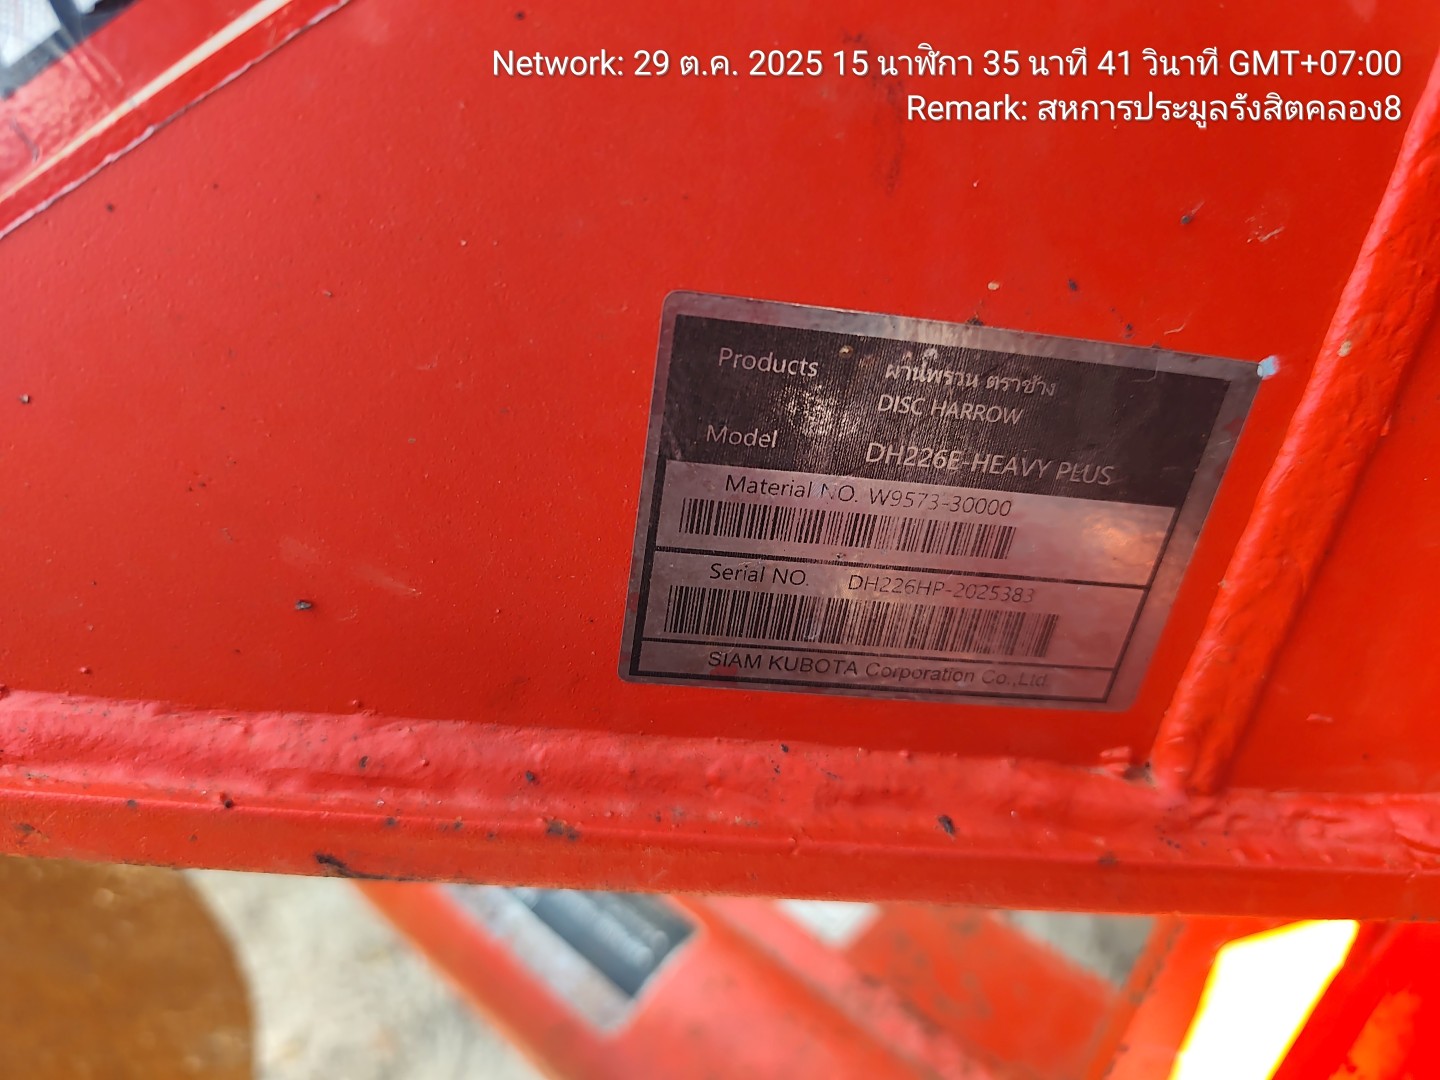 Network: 29 ต.ค. 2025 15 นาฬิกา 35 นาที 41 วินาที GMT+07:00
Remark: สหการประมูลรังสิตคลอง8
Products ผานพรวน ตราช้าง
DISC HARROW
Model DH226E-HEAVY PLUS
Material NO. W9573-30000
Serial NO. DH226HP-2025383
SIAM KUBOTA Corporation Co.,Ltd.